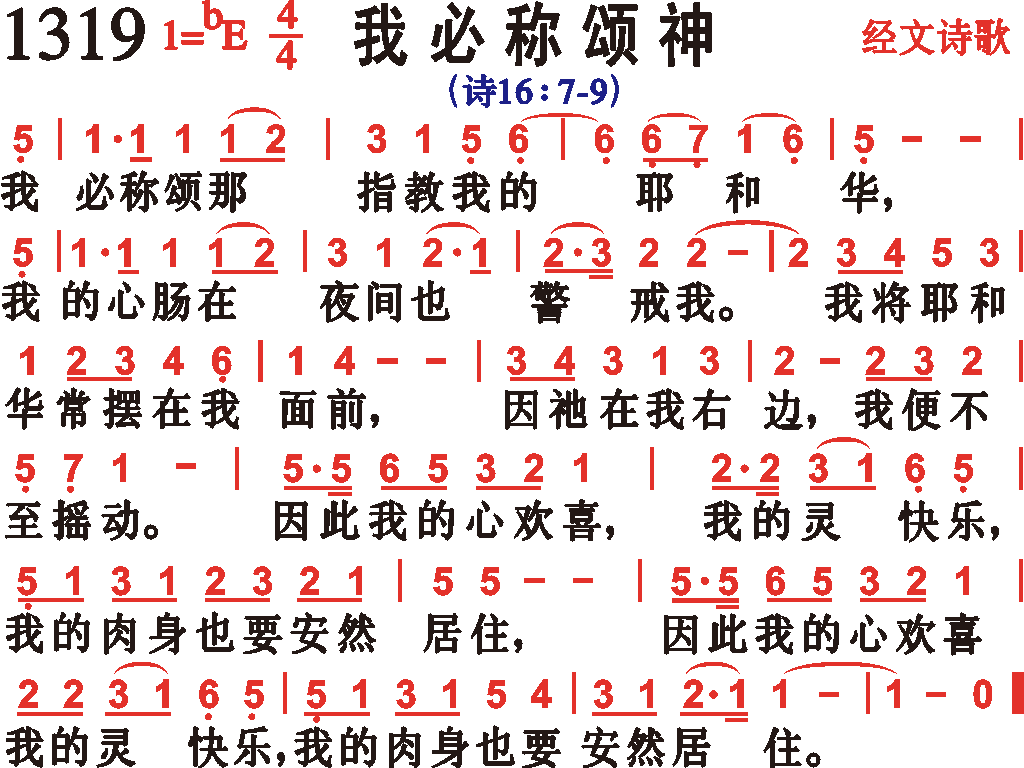 1319 1=ᵇE 4/4 我必称颂神 经文诗歌
（诗16：7-9）
5 | 1·1 1 1 2 | 3 1 5 6 | 6 6 7 1 6 | 5 - - |
我 必称颂那 指教我的 耶 和 华，
5 | 1·1 1 1 2 | 3 1 2·1 | 2·3 2 2 - | 2 3 4 5 3 |
我 的心肠在 夜间也 警 戒我。 我将耶和
1 2 3 4 6 | 1 4 - - | 3 4 3 1 3 | 2 - 2 3 2 |
华常摆在我 面前， 因祂在我右 边，我便不
5 7 1 - | 5·5 6 5 3 2 1 | 2·2 3 1 6 5 |
至摇动。 因此我的心欢喜， 我的灵 快乐，
5 1 3 1 2 3 2 1 | 5 5 - - | 5·5 6 5 3 2 1 |
我的肉身也要安然 居住， 因此我的心欢喜
2 2 3 1 6 5 | 5 1 3 1 5 4 | 3 1 2·1 1 - | 1 - 0
我的灵 快乐，我的肉身也要 安然居 住。